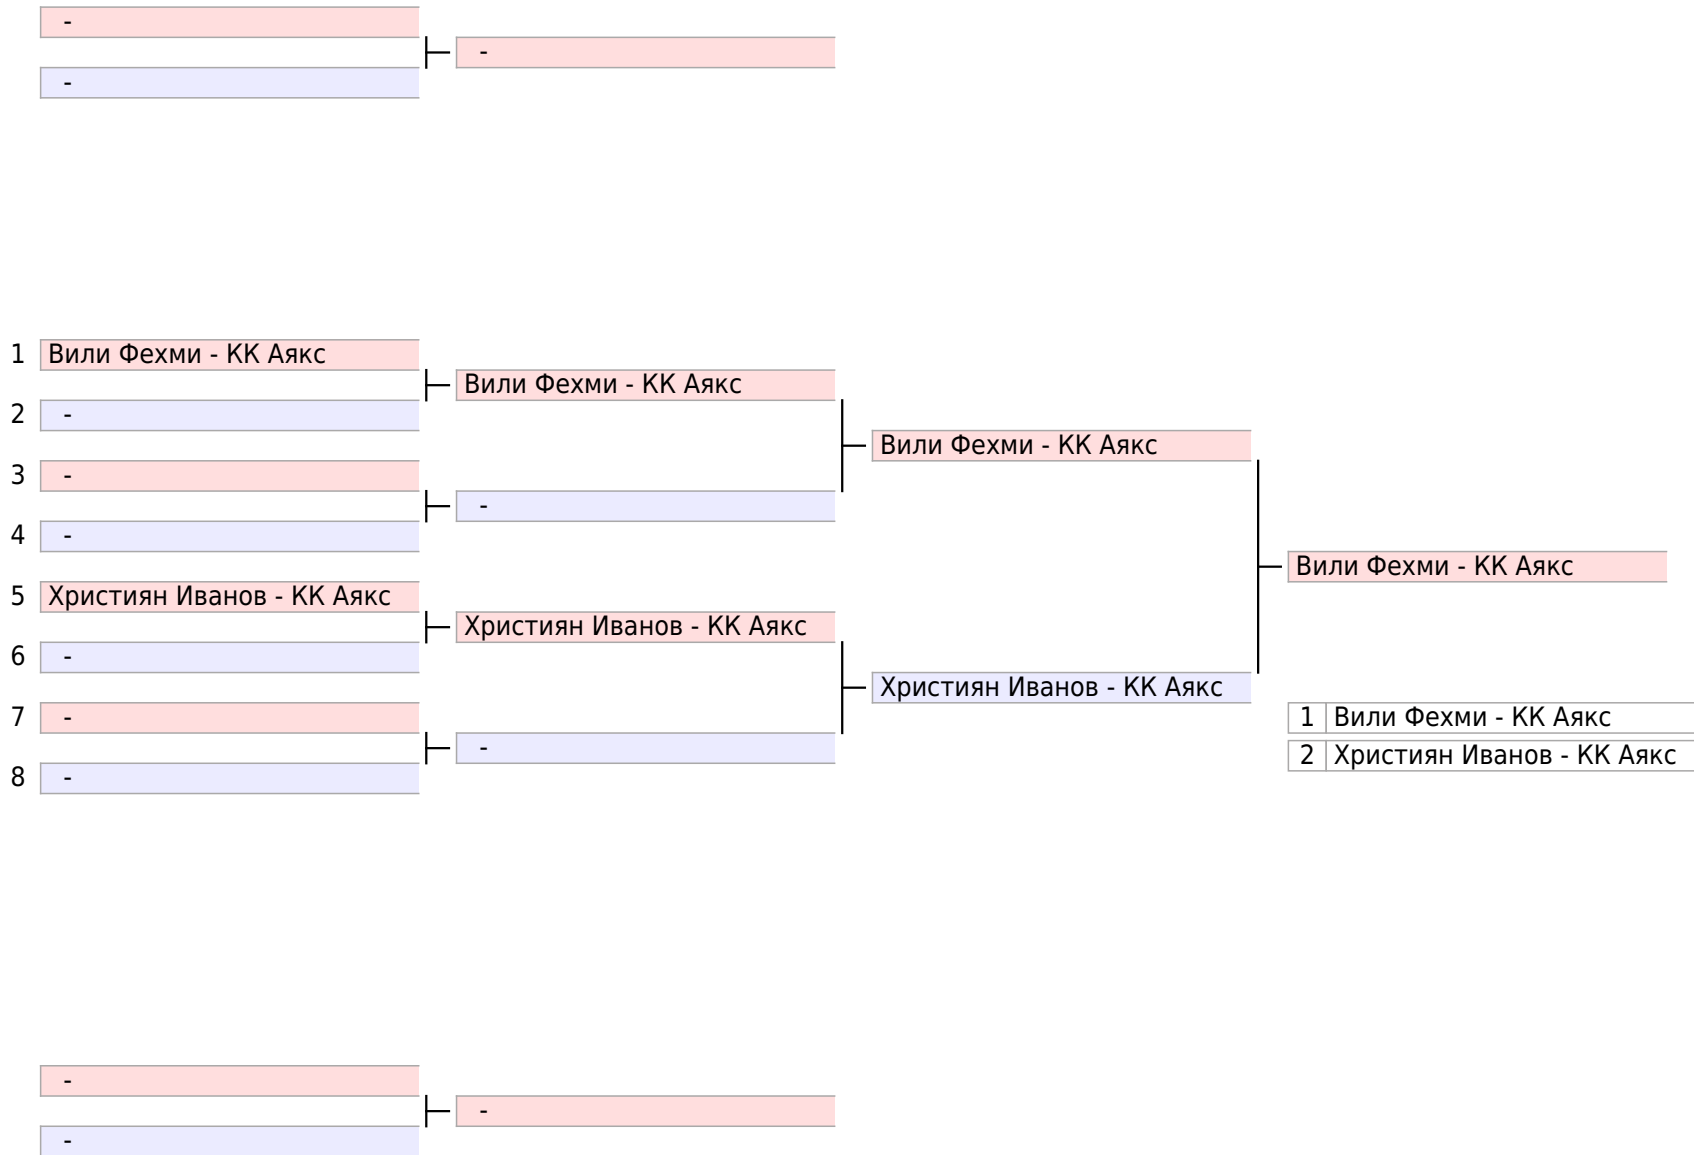 -
-
-
1 Вили Фехми - КК Аякс
Вили Фехми - КК Аякс
2 -
Вили Фехми - КК Аякс
3 -
-
4 -
Вили Фехми - КК Аякс
5 Християн Иванов - КК Аякс
Християн Иванов - КК Аякс
6 -
Християн Иванов - КК Аякс
7 -
1 Вили Фехми - КК Аякс
-
2 Християн Иванов - КК Аякс
8 -
-
-
-